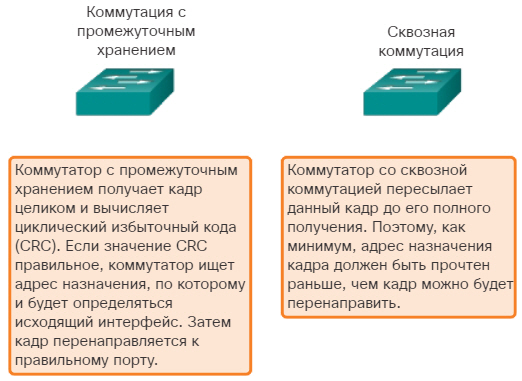 Коммутация с
промежуточным
хранением
Сквозная
коммутация
Коммутатор с промежуточным
хранением получает кадр
целиком и вычисляет
циклический избыточный кода
(CRC). Если значение CRC
правильное, коммутатор ищет
адрес назначения, по которому
и будет определяться
исходящий интерфейс. Затем
кадр перенаправляется к
правильному порту.
Коммутатор со сквозной
коммутацией пересылает
данный кадр до его полного
получения. Поэтому, как
минимум, адрес назначения
кадра должен быть прочтен
раньше, чем кадр можно будет
перенаправить.